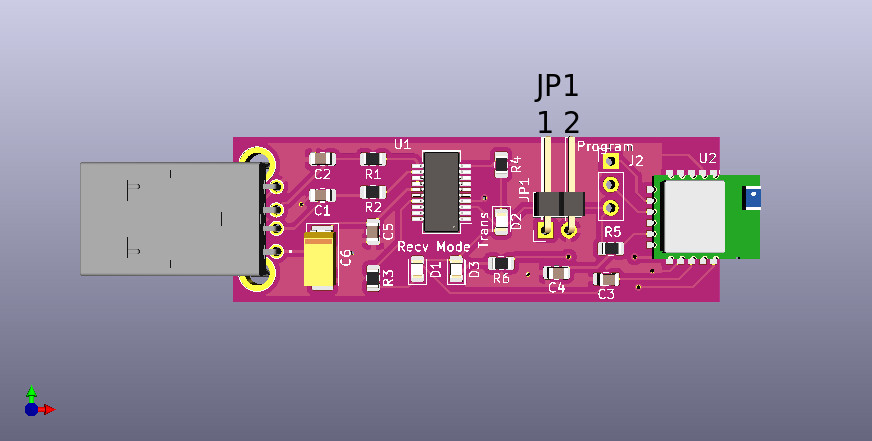 JP1
1 2
U1
Program
J2
U2
C2
R1
R4
JP1
C1
R2
C5
Trans
D2
R5
Recv Mode
C6
R3
D1
D3
R6
C4
C3